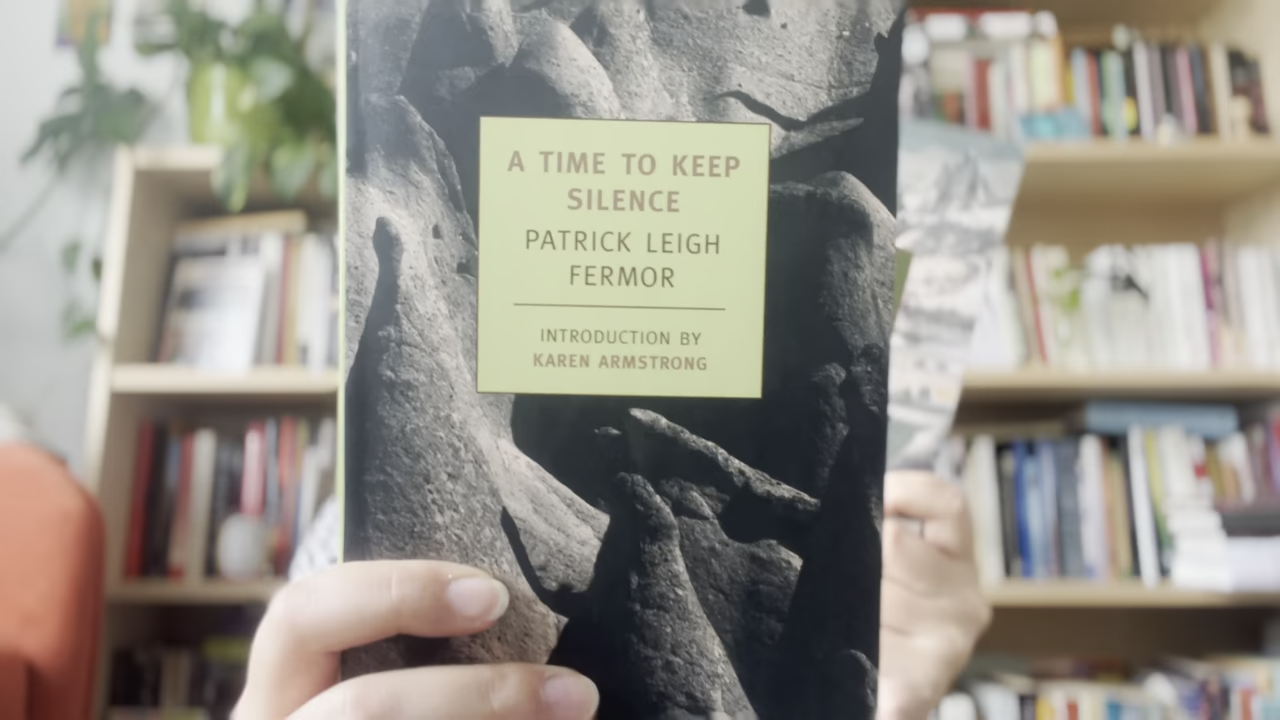 A TIME TO KEEP
SILENCE
PATRICK LEIGH
FERMOR
INTRODUCTION BY
KAREN ARMSTRONG